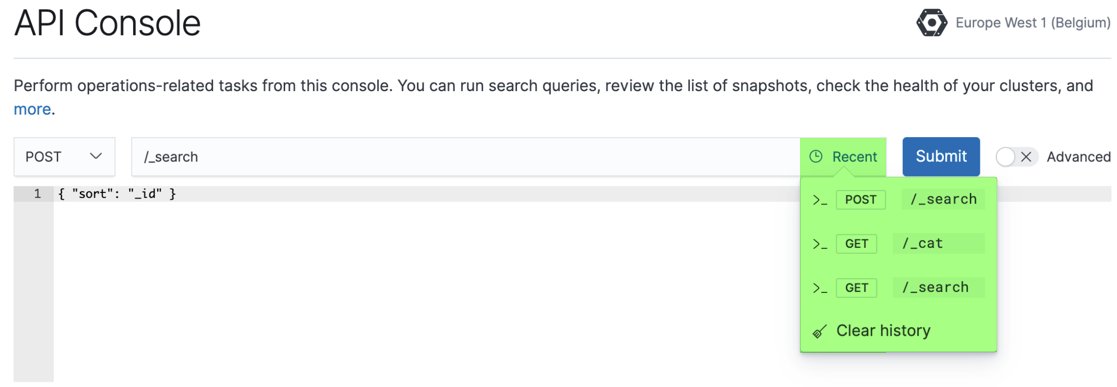 API Console
Europe West 1 (Belgium)
Perform operations-related tasks from this console. You can run search queries, review the list of snapshots, check the health of your clusters, and
more.
POST /_search Recent Submit Advanced
1 { "sort": "_id" }
>_ POST /_search
>_ GET /_cat
>_ GET /_search
Clear history